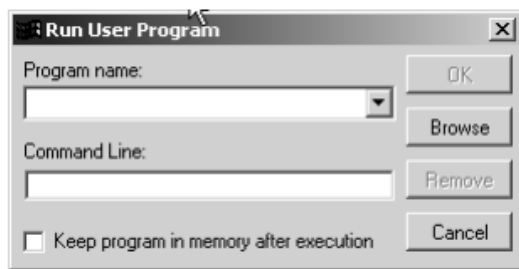 Run User Program
Program name:
OK
Browse
Command Line:
Remove
Keep program in memory after execution
Cancel